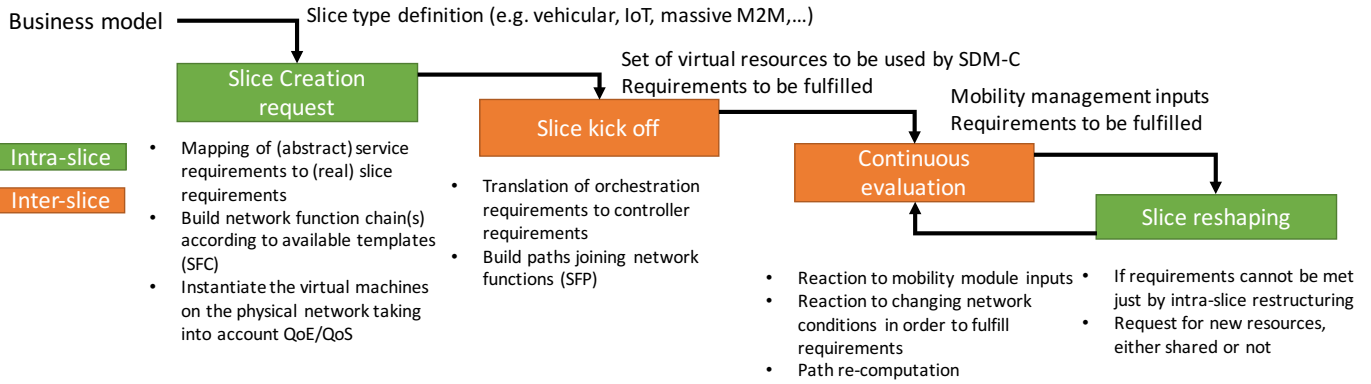 Business model
Slice type definition (e.g. vehicular, IoT, massive M2M,...)
Slice Creation
request
Set of virtual resources to be used by SDM-C
Requirements to be fulfilled
Slice kick off
Mobility management inputs
Requirements to be fulfilled
Continuous
evaluation
Slice reshaping
Intra-slice
Inter-slice
• Mapping of (abstract) service
requirements to (real) slice
requirements
• Build network function chain(s)
according to available templates
(SFC)
• Instantiate the virtual machines
on the physical network taking
into account QoE/QoS
• Translation of orchestration
requirements to controller
requirements
• Build paths joining network
functions (SFP)
• Reaction to mobility module inputs
• Reaction to changing network
conditions in order to fulfill
requirements
• Path re-computation
• If requirements cannot be met
just by intra-slice restructuring
• Request for new resources,
either shared or not